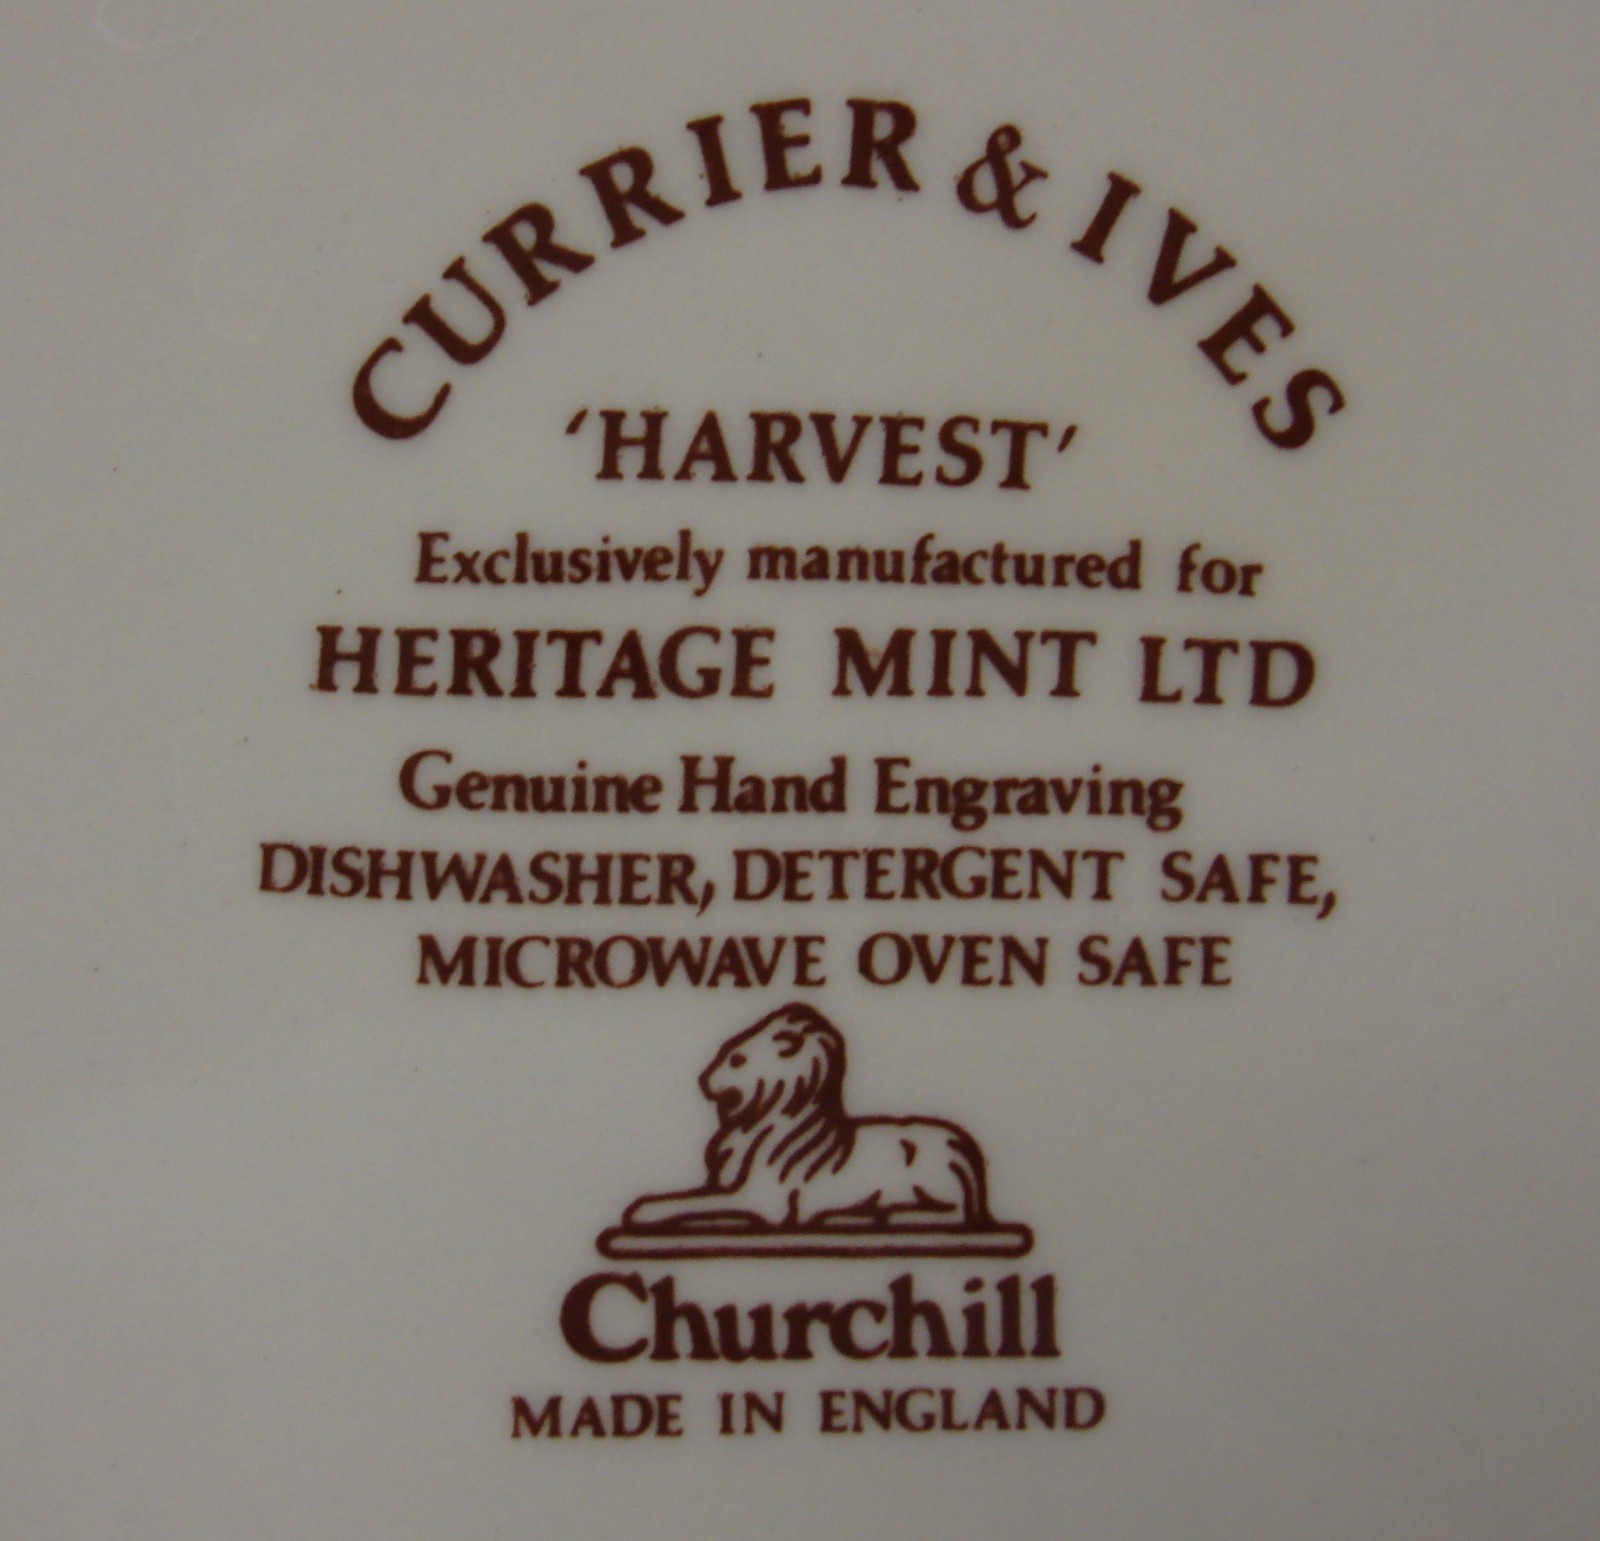 CURRIER & IVES
'HARVEST'
Exclusively manufactured for
HERITAGE MINT LTD
Genuine Hand Engraving
DISHWASHER, DETERGENT SAFE,
MICROWAVE OVEN SAFE
Churchill
MADE IN ENGLAND